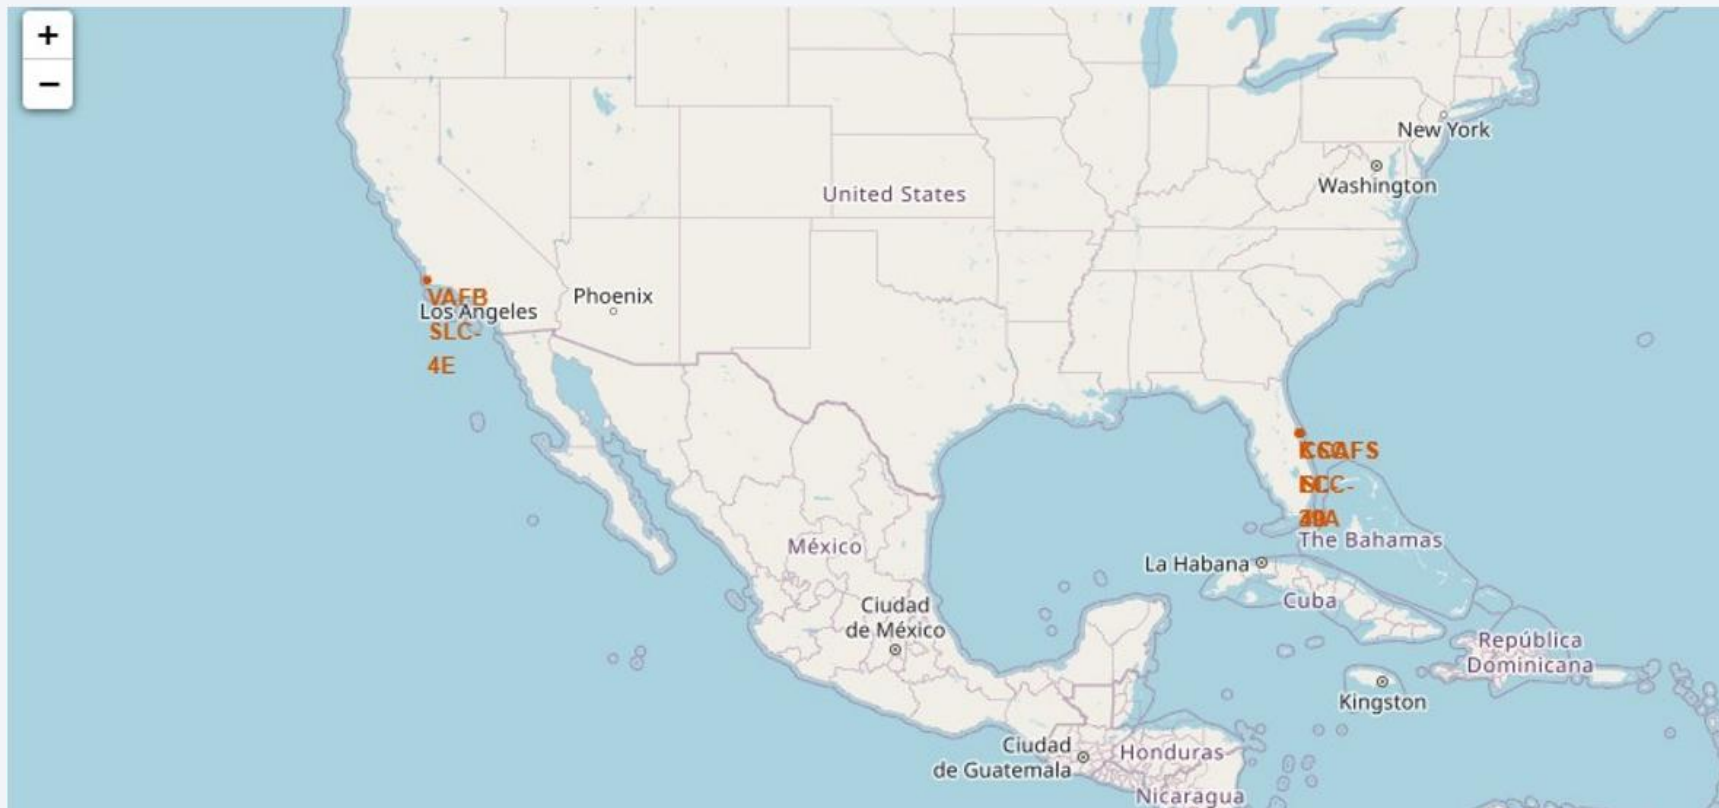 +
−
New York
Washington
United States
VAFB
Los Angeles
SLC-
4E
Phoenix
México
The Bahamas
La Habana
Cuba
Ciudad
de México
República
Dominicana
Kingston
Ciudad
de Guatemala
Honduras
Nicaragua